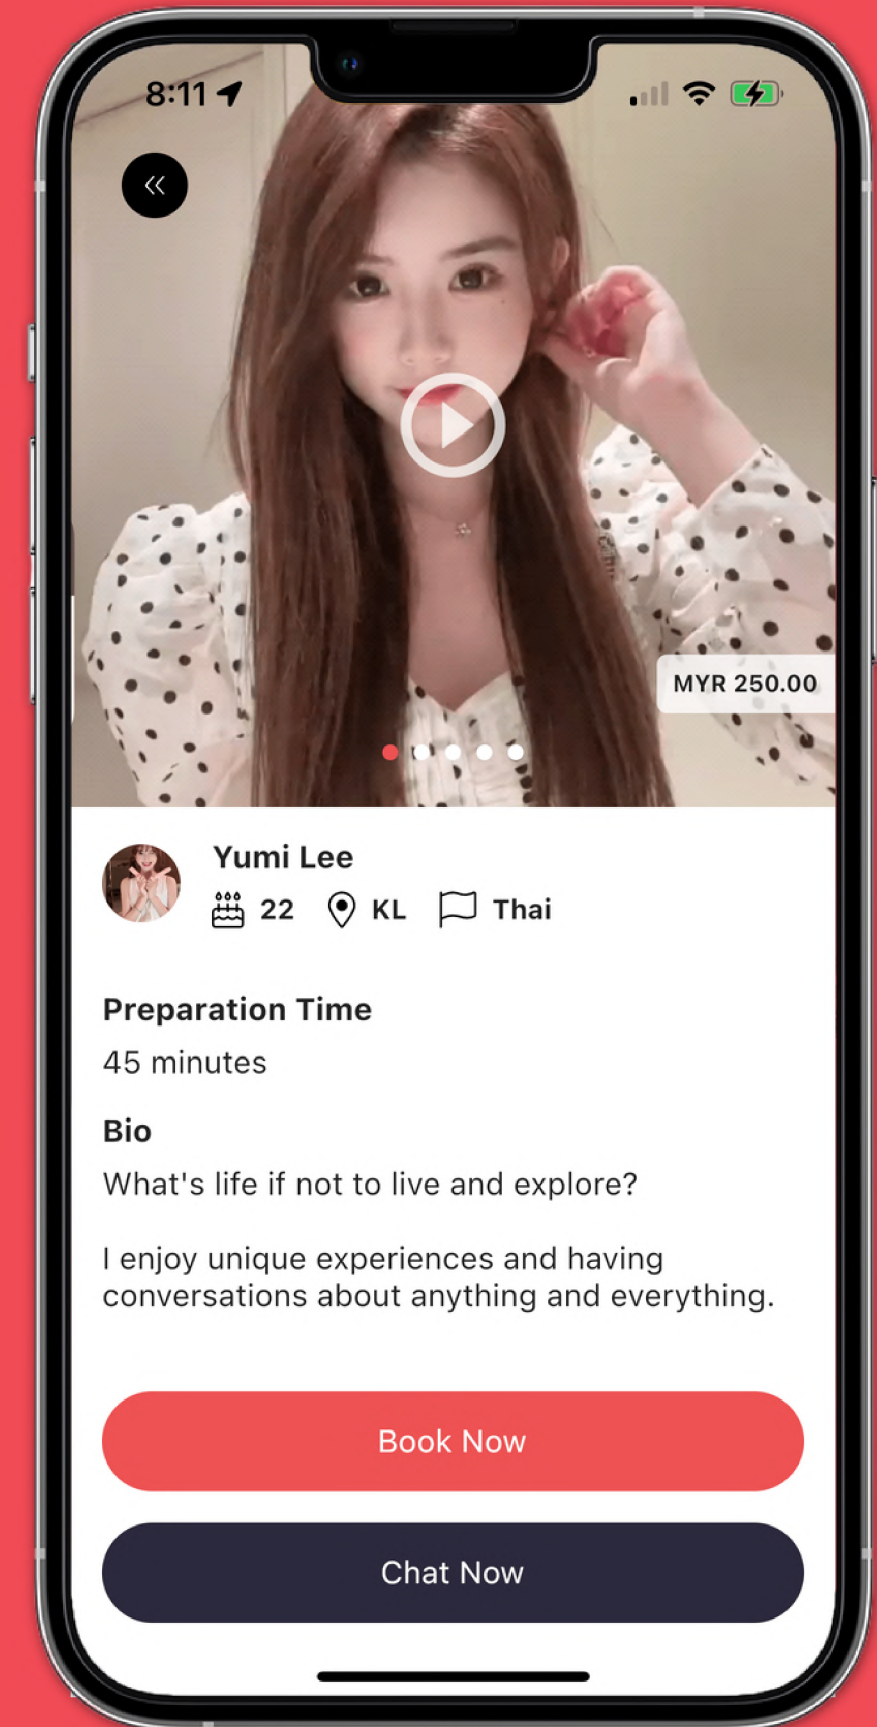 8:11
MYR 250.00
Yumi Lee
22 KL Thai
Preparation Time
45 minutes
Bio
What's life if not to live and explore?
I enjoy unique experiences and having
conversations about anything and everything.
Book Now
Chat Now